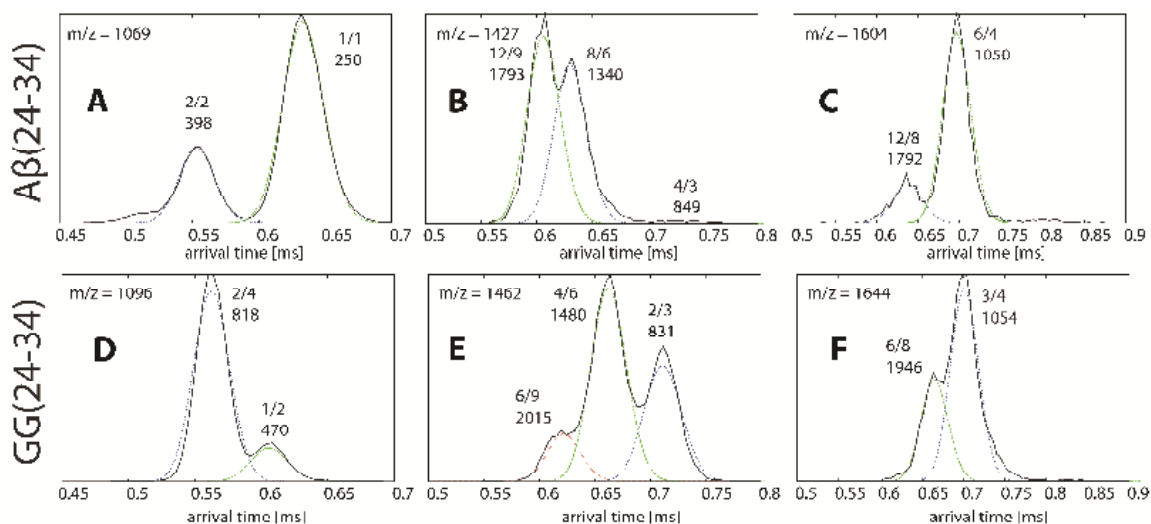 Aβ(24-34)
m/z = 1069
A
2/2
398
1/1
250
0.45 0.5 0.55 0.6 0.65 0.7
arrival time [ms]
m/z = 1427
12/9
1793
B
8/6
1340
4/3
849
0.5 0.55 0.6 0.65 0.7 0.75 0.8
arrival time [ms]
m/z = 1604
C
6/4
1050
12/8
1792
0.5 0.55 0.6 0.65 0.7 0.75 0.8 0.85 0.9
arrival time [ms]
GG(24-34)
m/z = 1096
D
2/4
818
1/2
470
0.45 0.5 0.55 0.6 0.65 0.7
arrival time [ms]
m/z = 1462
E
4/6
1480
2/3
831
6/9
2015
0.5 0.55 0.6 0.65 0.7 0.75 0.8
arrival time [ms]
m/z = 1644
F
3/4
1054
6/8
1946
0.5 0.55 0.6 0.65 0.7 0.75 0.8 0.85 0.9
arrival time [ms]